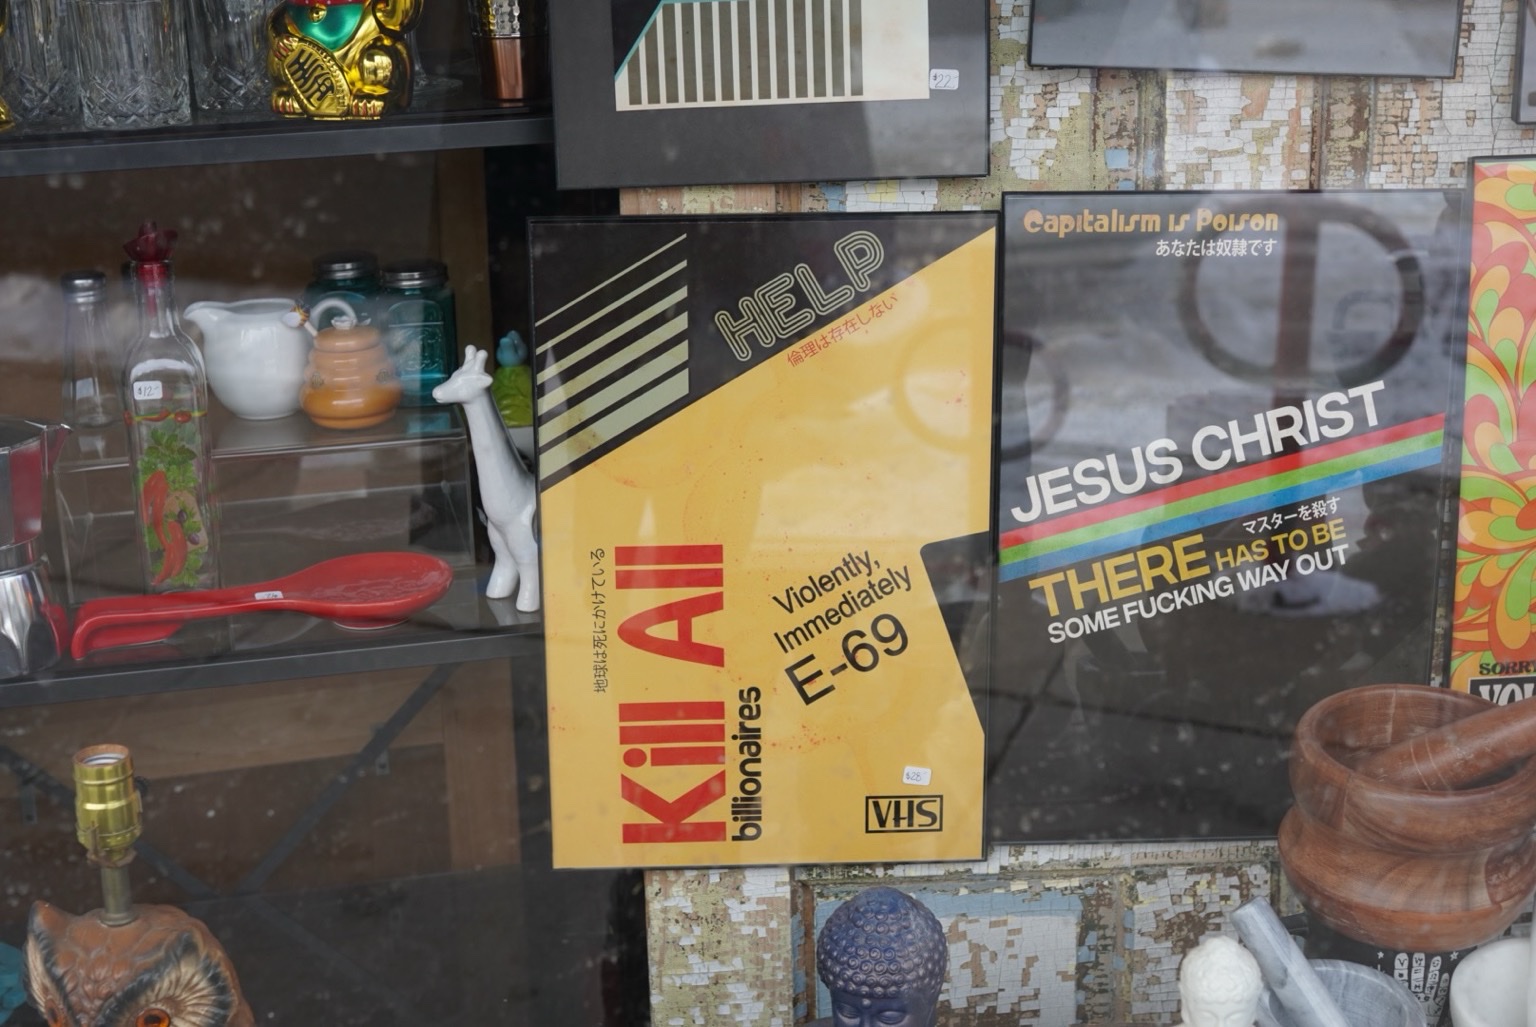 $22
HELP
倫理は存在しない
地球は死にかけている
Kill All
billionaires
Violently,
Immediately
E-69
$28
VHS
Capitalism is Poison
あなたは奴隷です
JESUS CHRIST
マスターを殺す
THERE HAS TO BE
SOME FUCKING WAY OUT
$12
SORRY